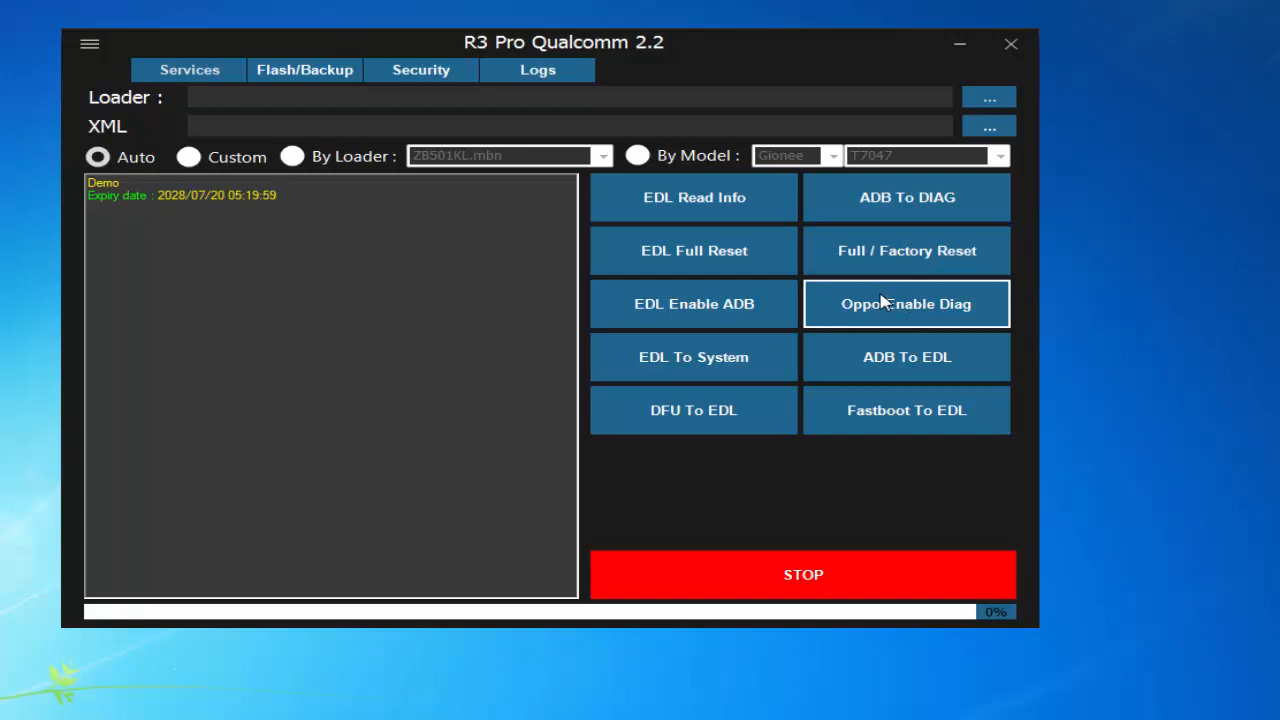 R3 Pro Qualcomm 2.2
Services Flash/Backup Security Logs
Loader : ...
XML ...
Auto Custom By Loader : ZB501KL.mbn By Model : Gionee T7047
Demo
Expiry date : 2028/07/20 05:19:59
EDL Read Info ADB To DIAG
EDL Full Reset Full / Factory Reset
EDL Enable ADB Oppo Enable Diag
EDL To System ADB To EDL
DFU To EDL Fastboot To EDL
STOP
0%